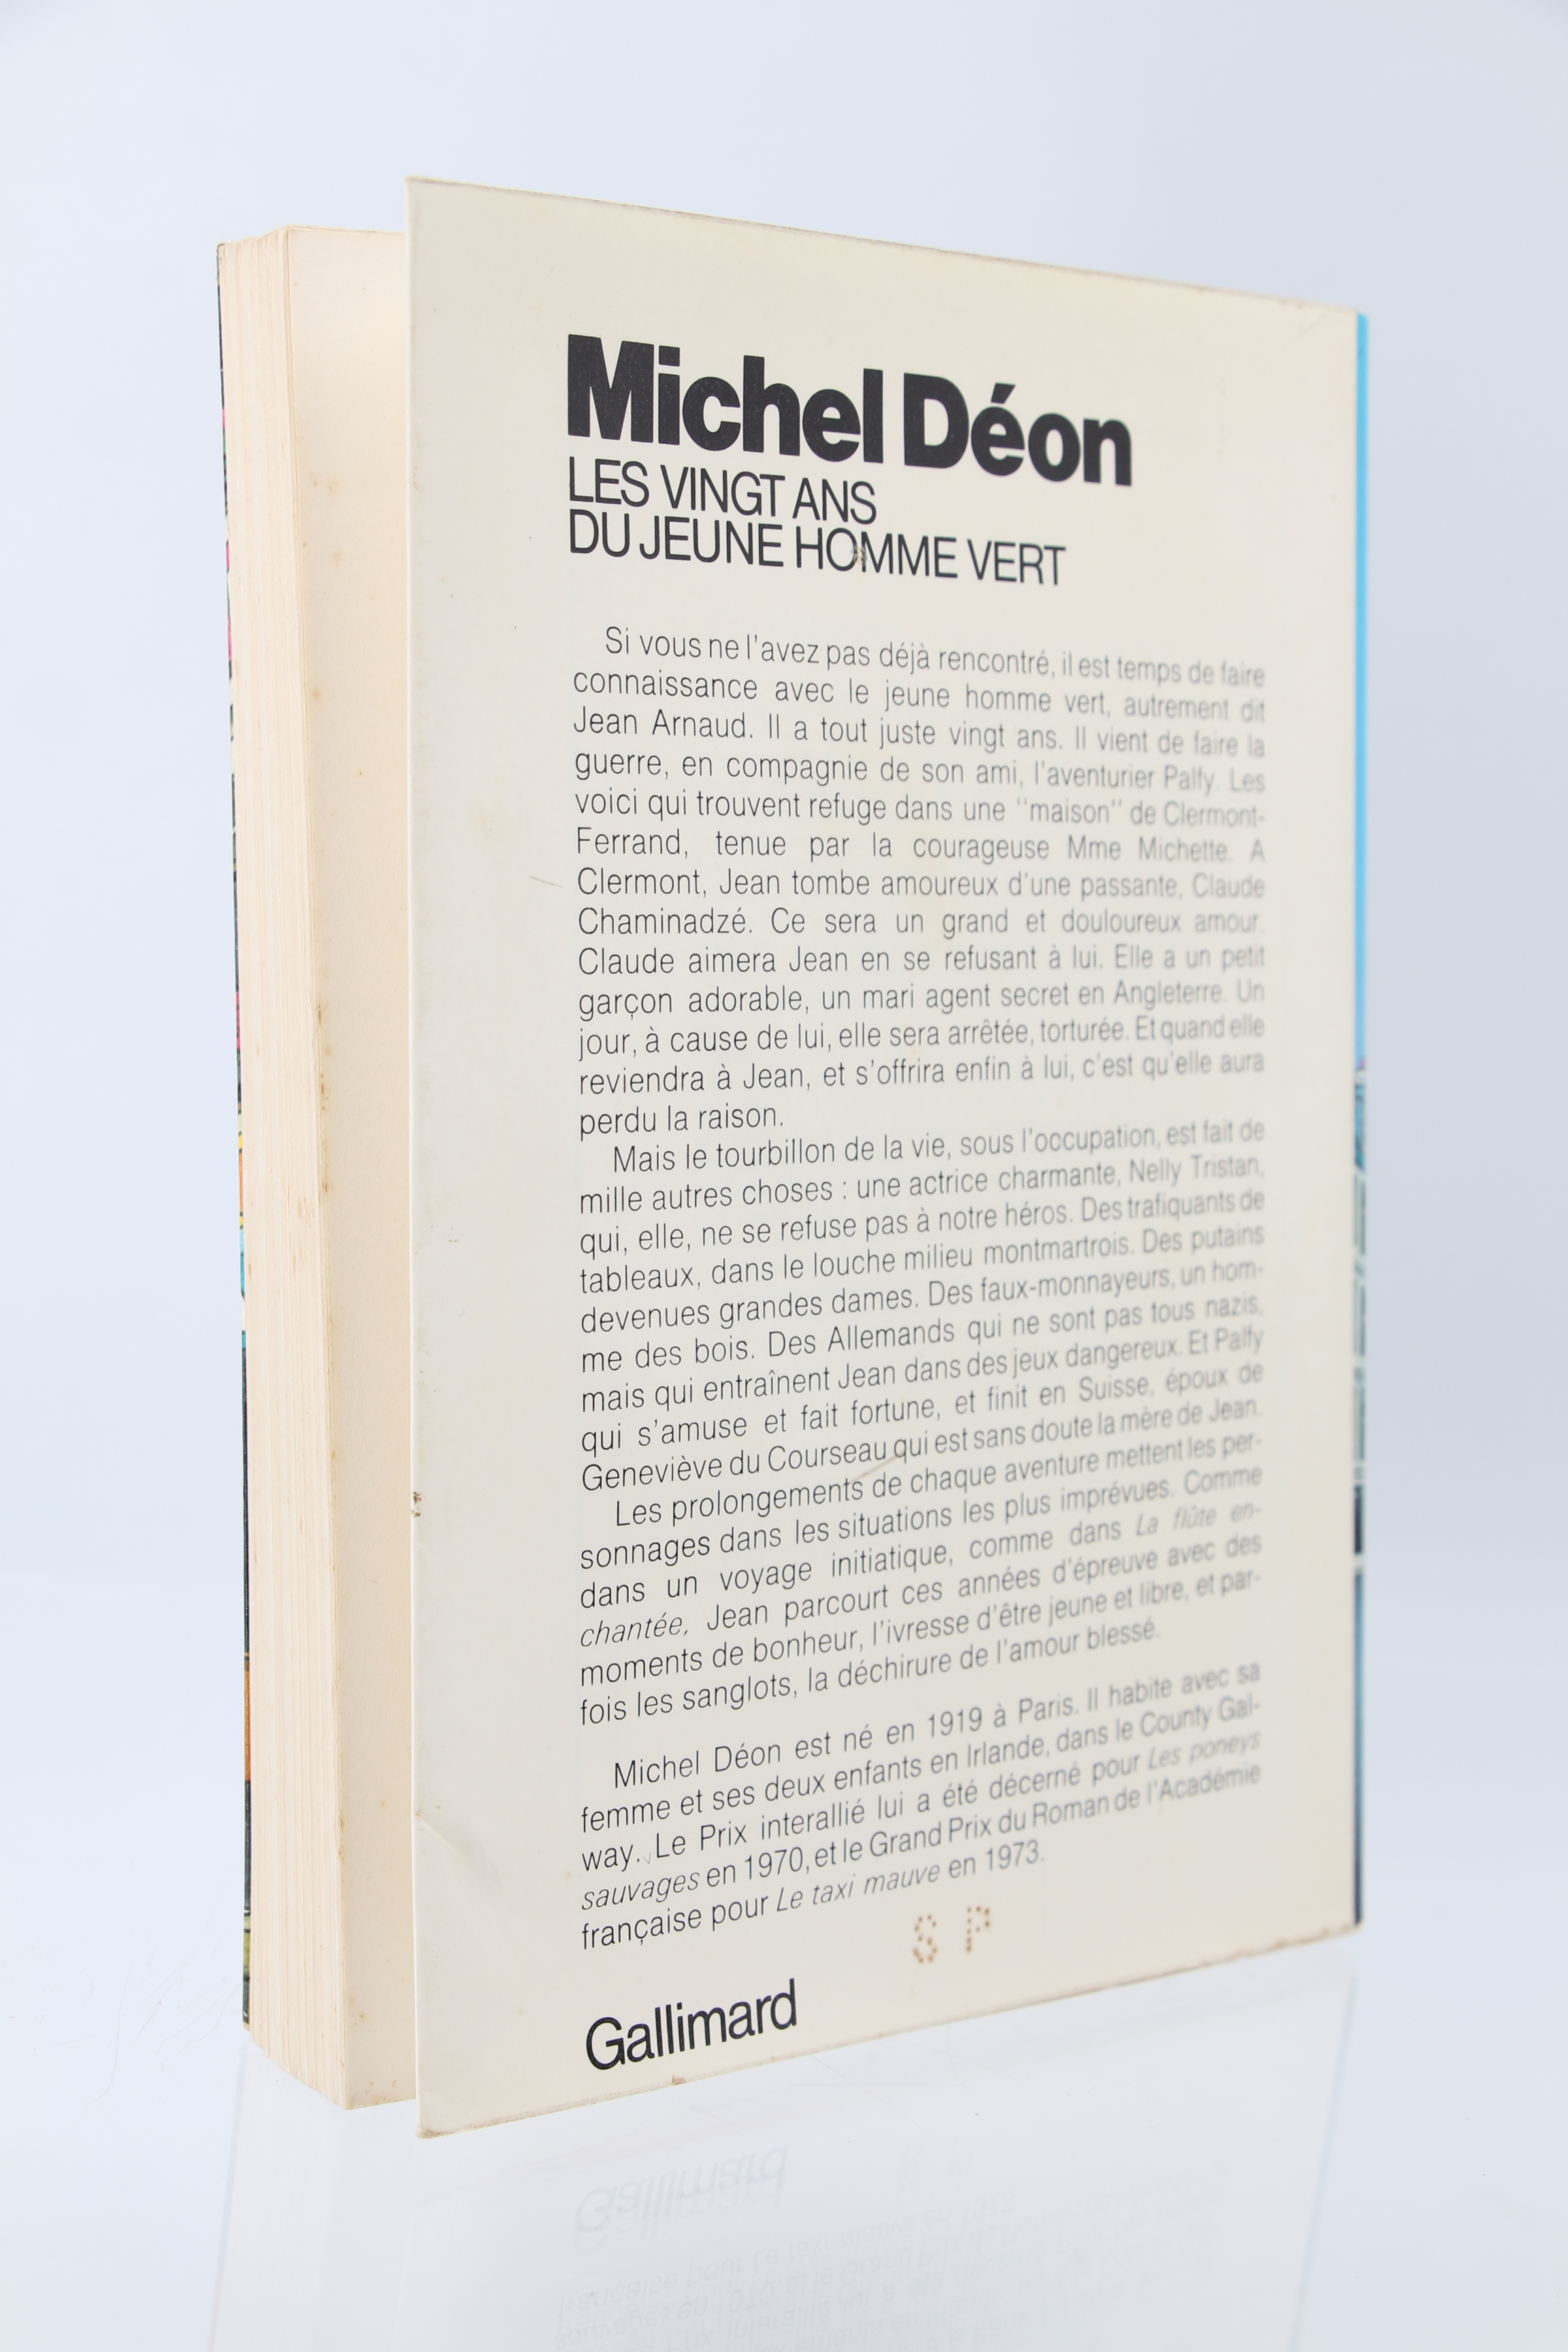 Michel Déon
LES VINGT ANS
DU JEUNE HOMME VERT
Si vous ne l'avez pas déjà rencontré, il est temps de faire
connaissance avec le jeune homme vert, autrement dit
Jean Arnaud. Il a tout juste vingt ans. Il vient de faire la
guerre, en compagnie de son ami, l'aventurier Palfy. Les
voici qui trouvent refuge dans une "maison" de Clermont-
Ferrand, tenue par la courageuse Mme Michette. A
Clermont, Jean tombe amoureux d'une passante, Claude
Chaminadzé. Ce sera un grand et douloureux amour.
Claude aimera Jean en se refusant à lui. Elle a un petit
garçon adorable, un mari agent secret en Angleterre. Un
jour, à cause de lui, elle sera arrêtée, torturée. Et quand elle
reviendra à Jean, et s'offrira enfin à lui, c'est qu'elle aura
perdu la raison.
Mais le tourbillon de la vie, sous l'occupation, est fait de
mille autres choses : une actrice charmante, Nelly Tristan,
qui, elle, ne se refuse pas à notre héros. Des trafiquants de
tableaux, dans le louche milieu montmartrois. Des putains
devenues grandes dames. Des faux-monnayeurs, un hom-
me des bois. Des Allemands qui ne sont pas tous nazis,
mais qui entraînent Jean dans des jeux dangereux. Et Palfy
qui s'amuse et fait fortune, et finit en Suisse, époux de
Geneviève du Courseau qui est sans doute la mère de Jean.
Les prolongements de chaque aventure mettent les per-
sonnages dans les situations les plus imprévues. Comme
dans un voyage initiatique, comme dans La flûte en-
chantée, Jean parcourt ces années d'épreuve avec des
moments de bonheur, l'ivresse d'être jeune et libre, et par-
fois les sanglots, la déchirure de l'amour blessé.
Michel Déon est né en 1919 à Paris. Il habite avec sa
femme et ses deux enfants en Irlande, dans le County Gal-
way. Le Prix interallié lui a été décerné pour Les poneys
sauvages en 1970, et le Grand Prix du Roman de l'Académie
française pour Le taxi mauve en 1973.
S P
Gallimard